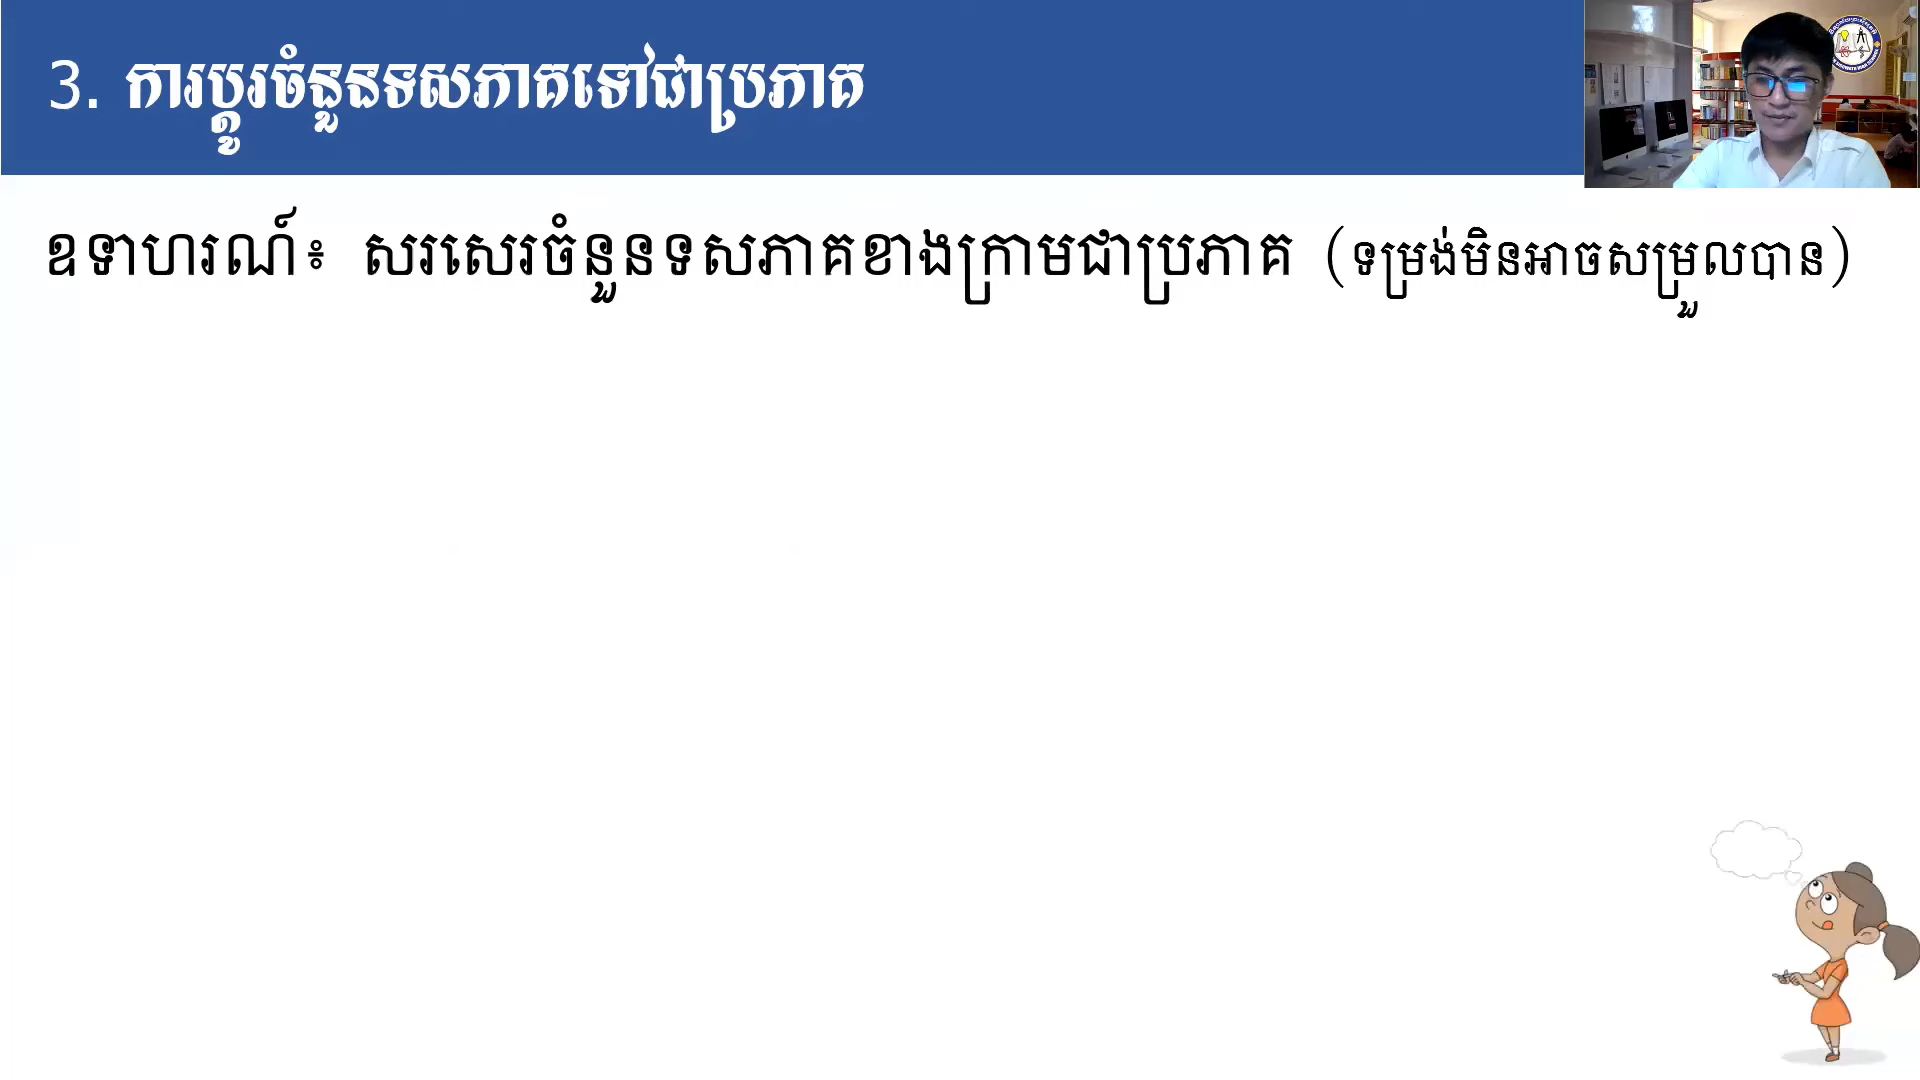 3. ការប្តូរចំនួនទសភាគទៅជាប្រភាគ
ឧទាហរណ៍៖ សរសេរចំនួនទសភាគខាងក្រាមជាប្រភាគ (ទម្រង់មិនអាចសម្រួលបាន)